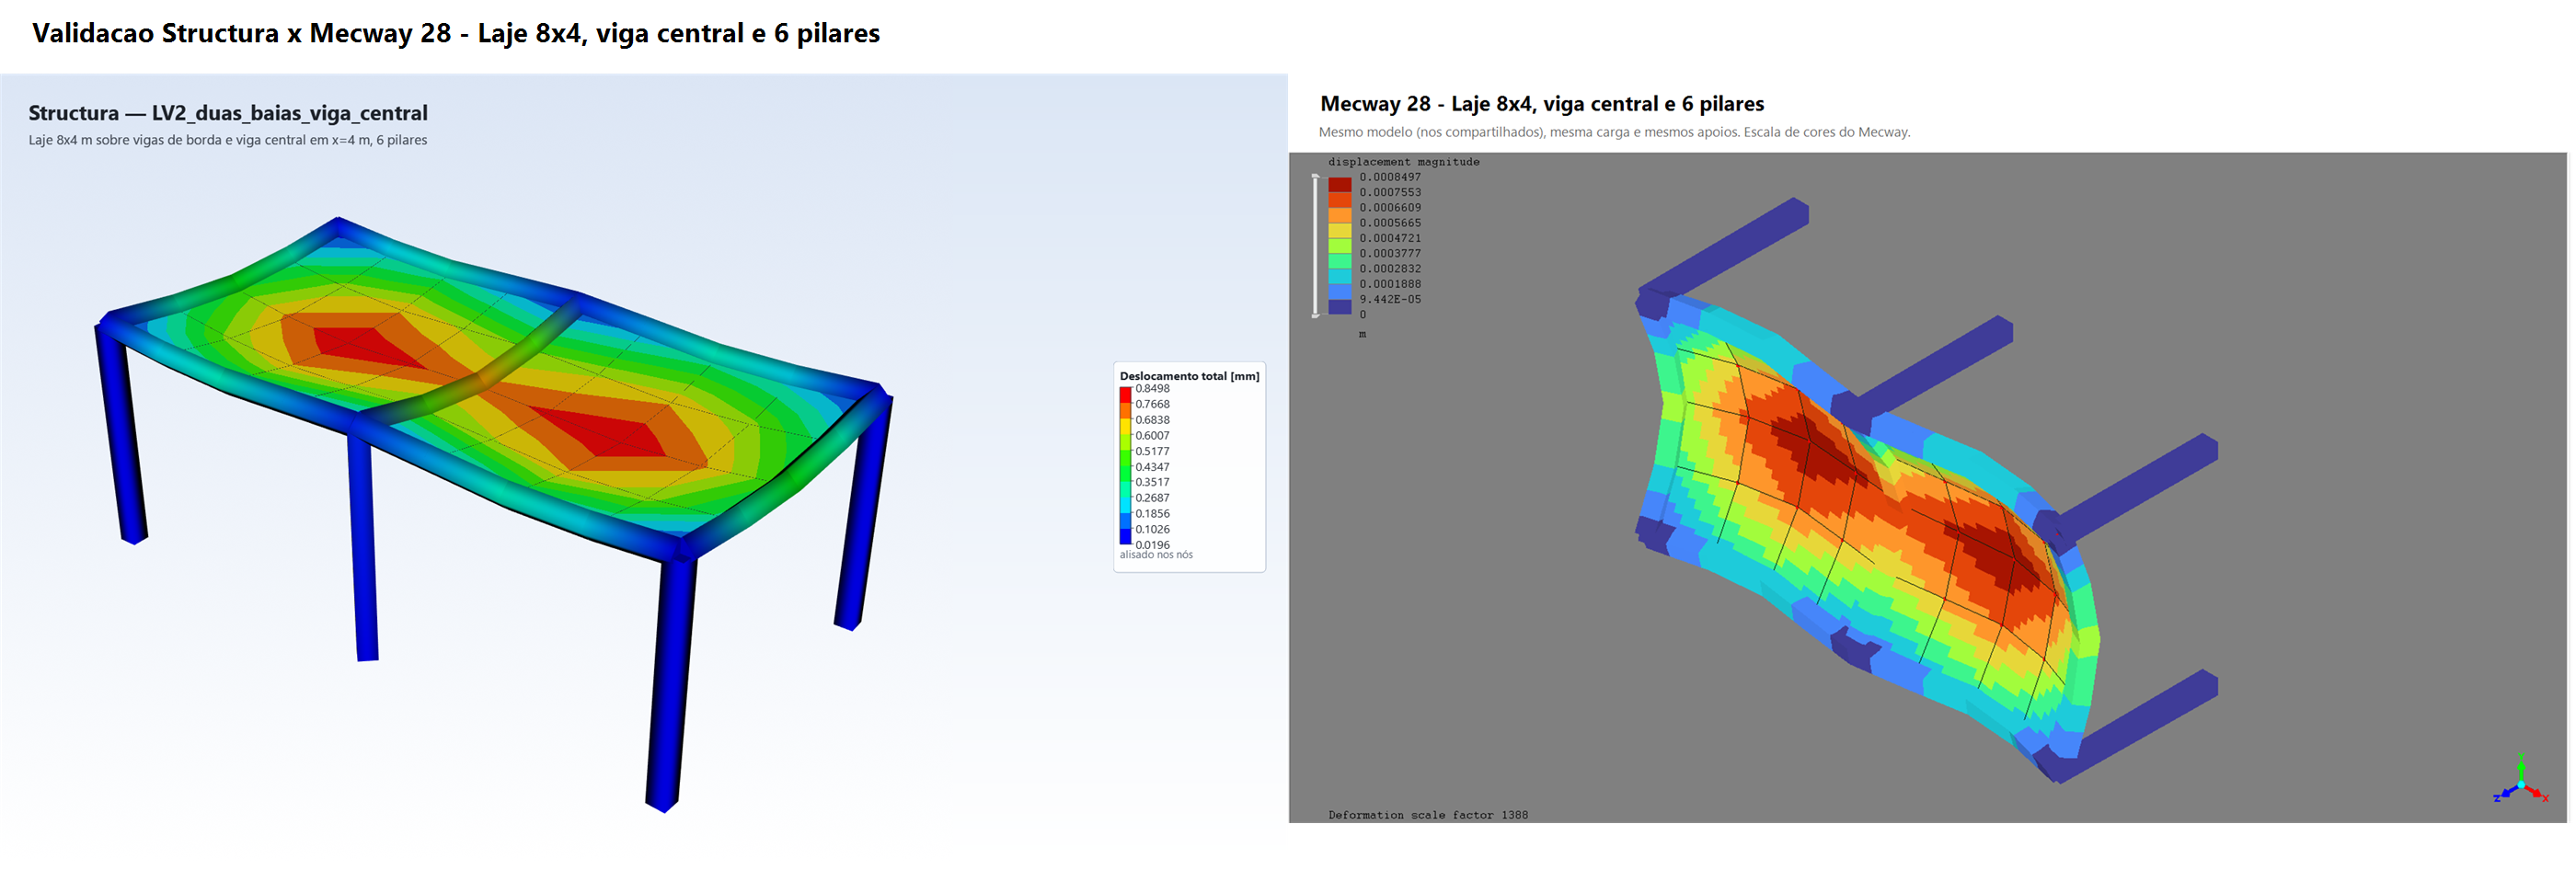 Validacao Structura x Mecway 28 - Laje 8x4, viga central e 6 pilares
Structura — LV2_duas_baias_viga_central
Laje 8x4 m sobre vigas de borda e viga central em x=4 m, 6 pilares
Deslocamento total [mm]
0.8498
0.7668
0.6838
0.6007
0.5177
0.4347
0.3517
0.2687
0.1856
0.1026
0.0196
alisado nos nós
Mecway 28 - Laje 8x4, viga central e 6 pilares
Mesmo modelo (nos compartilhados), mesma carga e mesmos apoios. Escala de cores do Mecway.
displacement magnitude
0.0008497
0.0007553
0.0006609
0.0005665
0.0004721
0.0003777
0.0002832
0.0001888
9.442E-05
0
m
Deformation scale factor 1388
Y
Z
X